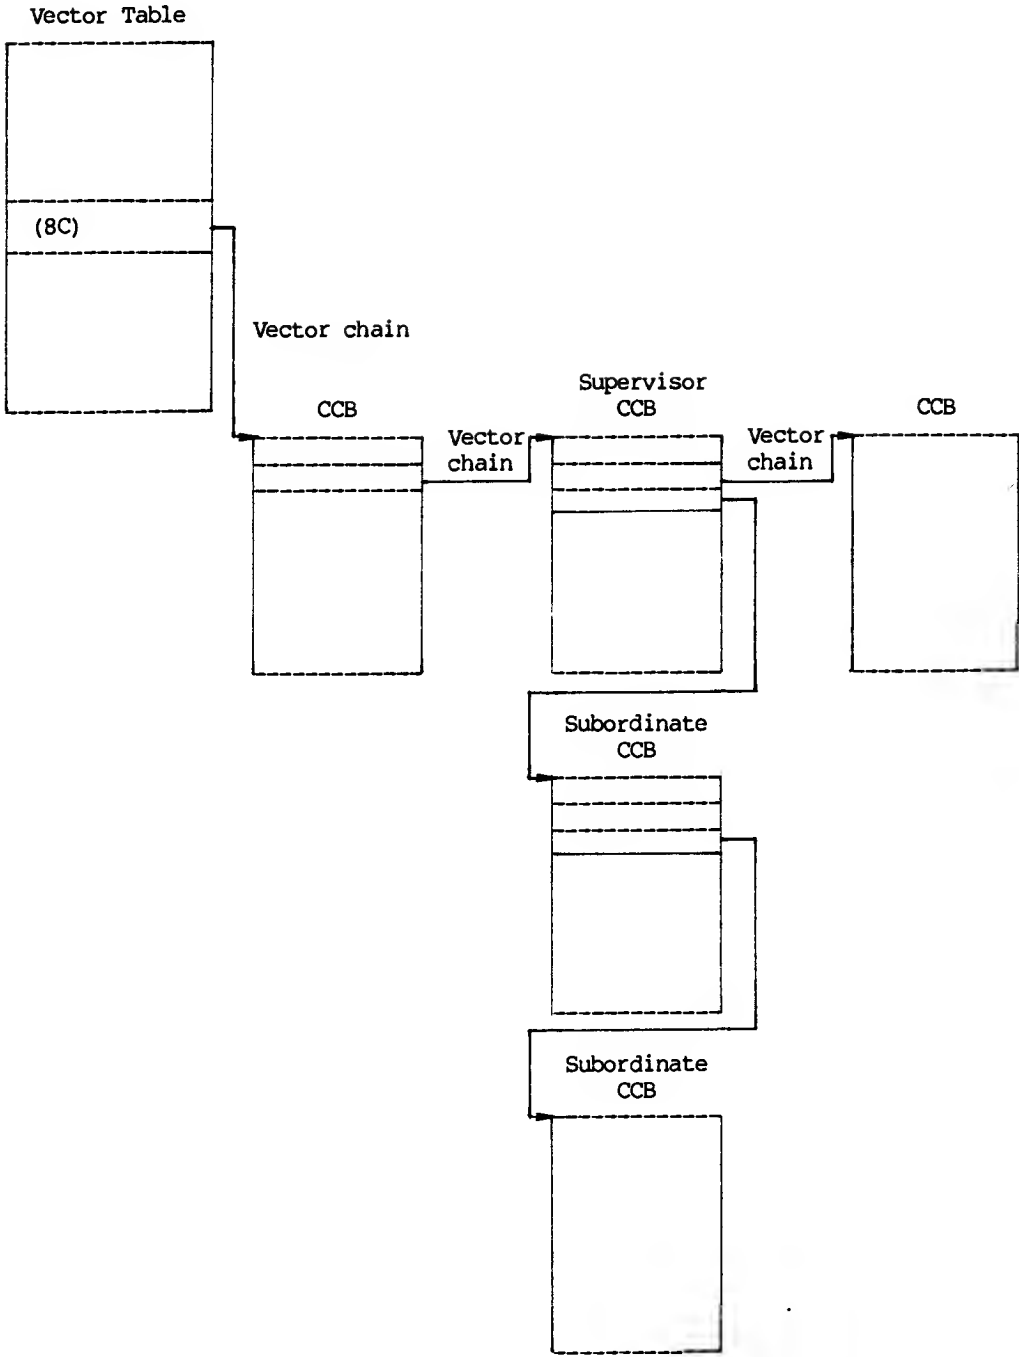 Vector Table
(8C)
Vector chain
CCB
Vector
chain
Supervisor
CCB
Vector
chain
CCB
Subordinate
CCB
Subordinate
CCB